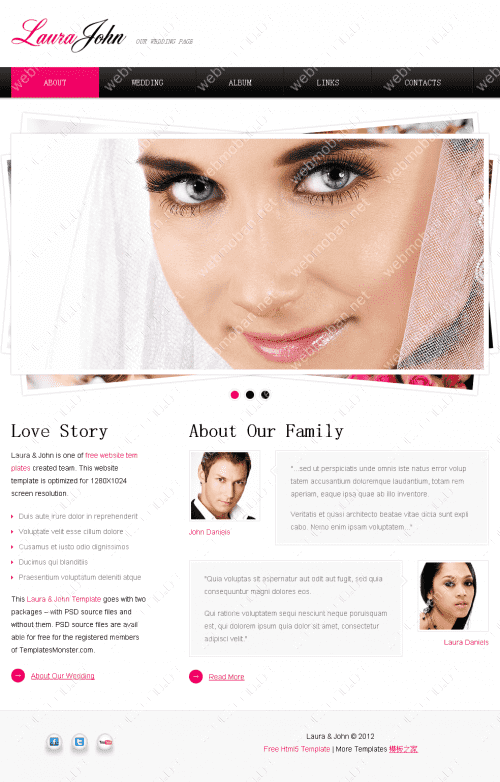 Laura John OUR WEDDING PAGE
ABOUT WEDDING ALBUM LINKS CONTACTS
Love Story
Laura & John is one of free website tem
plates created team. This website
template is optimized for 1280X1024
screen resolution.
Duis aute irure dolor in reprehenderit
Voluptate velit esse cillum dolore
Cusamus et iusto odio dignissimos
Ducimus qui blanditiis
Praesentium voluptatum deleniti atque
This Laura & John Template goes with two
packages – with PSD source files and
without them. PSD source files are avail
able for free for the registered members
of TemplatesMonster.com.
About Our Wedding
About Our Family
John Daniels
"...sed ut perspiciatis unde omnis iste natus error volup
tatem accusantium doloremque laudantium, totam rem
aperiam, eaque ipsa quae ab illo inventore.
Veritatis et quasi architecto beatae vitae dicta sunt expli
cabo. Nemo enim ipsam voluptatem..."
"Quia voluptas sit aspernatur aut odit aut fugit, sed quia
consequuntur magni dolores eos.
Qui ratione voluptatem sequi nesciunt neque porruisquam
est, qui dolorem ipsum quia dolor sit amet, consectetur
adipisci velit."
Laura Daniels
Read More
Laura & John © 2012
Free Html5 Template | More Templates 模板之家
webmoban.net